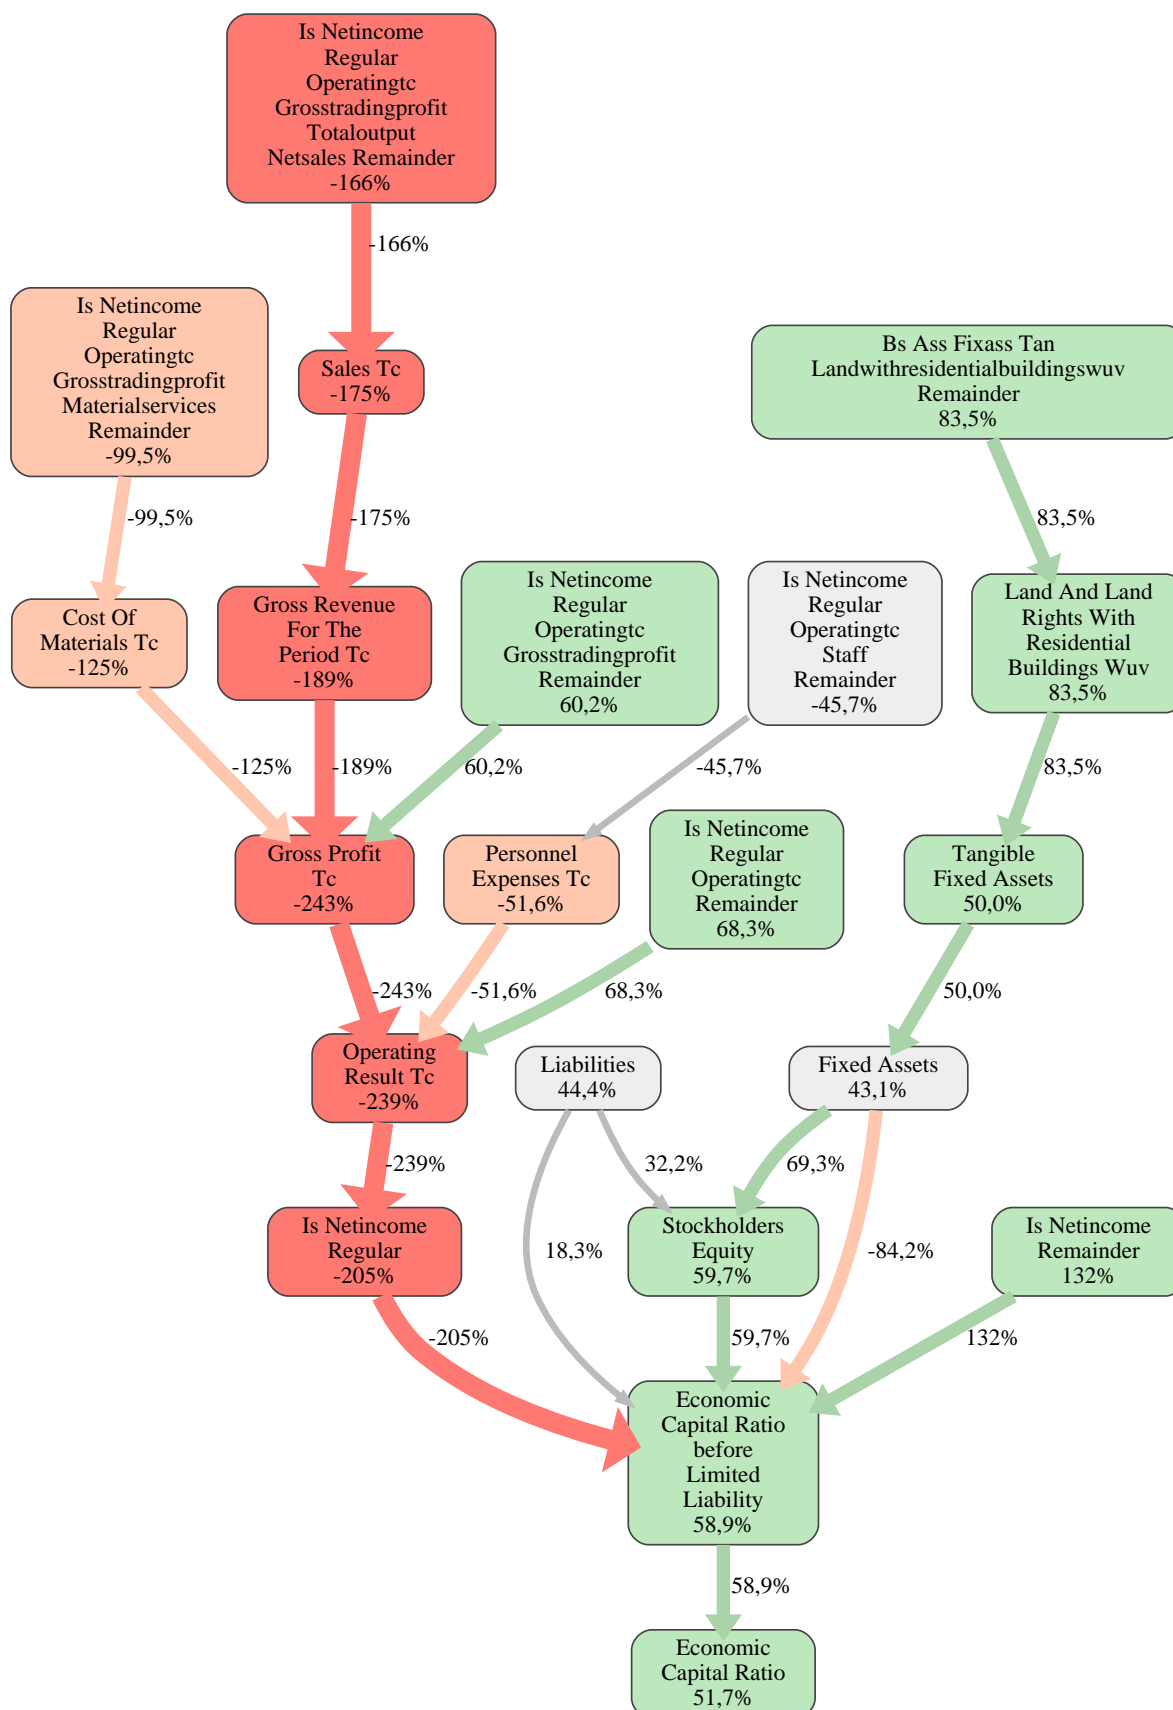 Is Netincome
Regular
Operatingtc
Grosstradingprofit
Totaloutput
Netsales Remainder
-166%
-166%
Is Netincome
Regular
Operatingtc
Grosstradingprofit
Materialservices
Remainder
-99,5%
Sales Tc
-175%
Bs Ass Fixass Tan
Landwithresidentialbuildingswuv
Remainder
83,5%
-99,5%
-175%
83,5%
Cost Of
Materials Tc
-125%
Gross Revenue
For The
Period Tc
-189%
Is Netincome
Regular
Operatingtc
Grosstradingprofit
Remainder
60,2%
Is Netincome
Regular
Operatingtc
Staff
Remainder
-45,7%
Land And Land
Rights With
Residential
Buildings Wuv
83,5%
-125%
-189%
60,2%
-45,7%
83,5%
Gross Profit
Tc
-243%
Personnel
Expenses Tc
-51,6%
Is Netincome
Regular
Operatingtc
Remainder
68,3%
Tangible
Fixed Assets
50,0%
-243%
-51,6%
68,3%
50,0%
Operating
Result Tc
-239%
Liabilities
44,4%
Fixed Assets
43,1%
-239%
32,2%
69,3%
Is Netincome
Regular
-205%
18,3%
Stockholders
Equity
59,7%
-84,2%
Is Netincome
Remainder
132%
-205%
59,7%
132%
Economic
Capital Ratio
before
Limited
Liability
58,9%
58,9%
Economic
Capital Ratio
51,7%